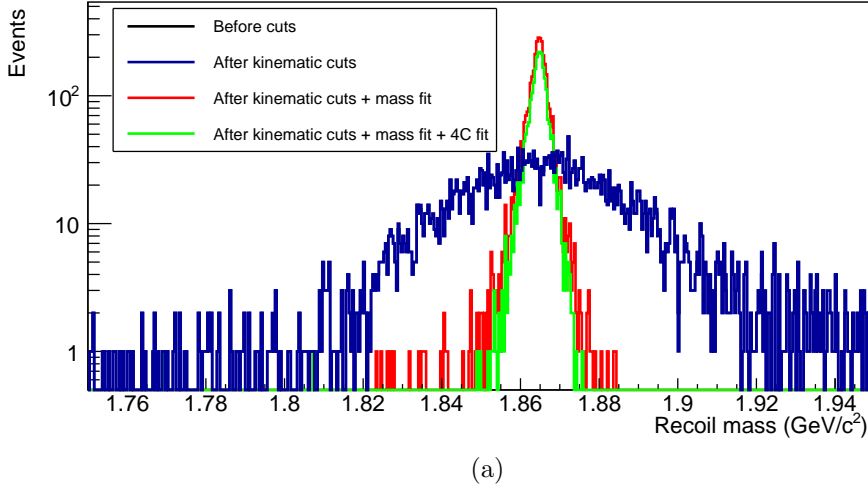 Events
Before cuts
After kinematic cuts
After kinematic cuts + mass fit
After kinematic cuts + mass fit + 4C fit
10²
10
1
1.76 1.78 1.8 1.82 1.84 1.86 1.88 1.9 1.92 1.94
Recoil mass (GeV/c²)
(a)